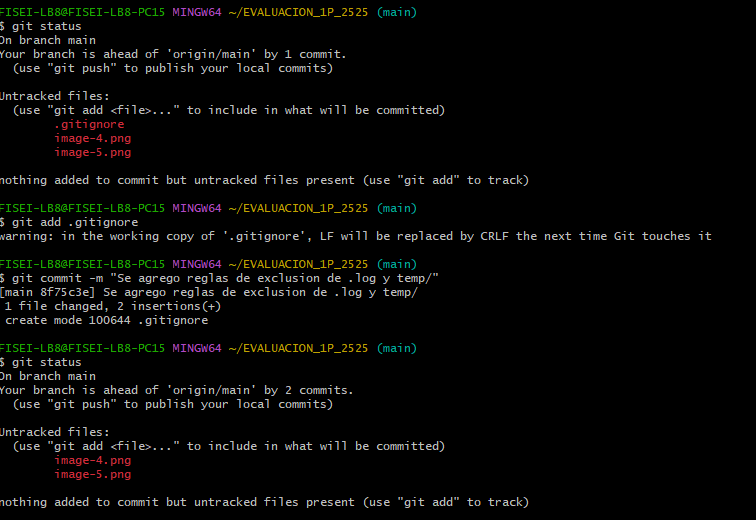 FISEI-LB8@FISEI-LB8-PC15 MINGW64 ~/EVALUACION_1P_2525 (main)
$ git status
On branch main
Your branch is ahead of 'origin/main' by 1 commit.
  (use "git push" to publish your local commits)

Untracked files:
  (use "git add <file>..." to include in what will be committed)
        .gitignore
        image-4.png
        image-5.png

nothing added to commit but untracked files present (use "git add" to track)

FISEI-LB8@FISEI-LB8-PC15 MINGW64 ~/EVALUACION_1P_2525 (main)
$ git add .gitignore
warning: in the working copy of '.gitignore', LF will be replaced by CRLF the next time Git touches it

FISEI-LB8@FISEI-LB8-PC15 MINGW64 ~/EVALUACION_1P_2525 (main)
$ git commit -m "Se agrego reglas de exclusion de .log y temp/"
[main 8f75c3e] Se agrego reglas de exclusion de .log y temp/
 1 file changed, 2 insertions(+)
 create mode 100644 .gitignore

FISEI-LB8@FISEI-LB8-PC15 MINGW64 ~/EVALUACION_1P_2525 (main)
$ git status
On branch main
Your branch is ahead of 'origin/main' by 2 commits.
  (use "git push" to publish your local commits)

Untracked files:
  (use "git add <file>..." to include in what will be committed)
        image-4.png
        image-5.png

nothing added to commit but untracked files present (use "git add" to track)